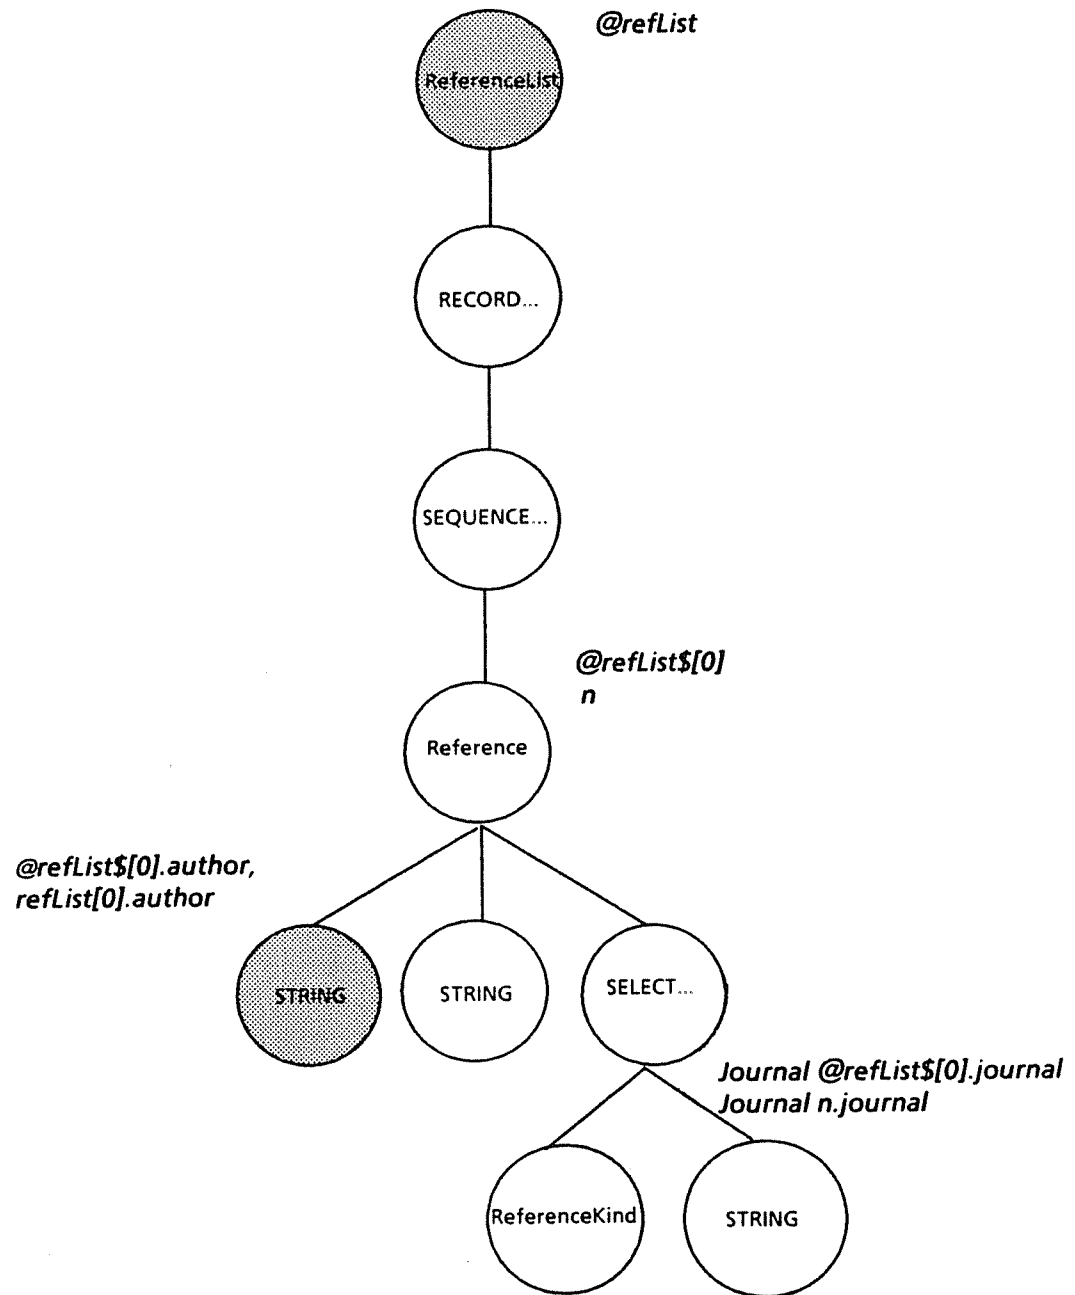 @refList
ReferenceList
RECORD...
SEQUENCE...
@refList$[0]
n
Reference
@refList$[0].author,
refList[0].author
STRING
STRING
SELECT...
Journal @refList$[0].journal
Journal n.journal
ReferenceKind
STRING